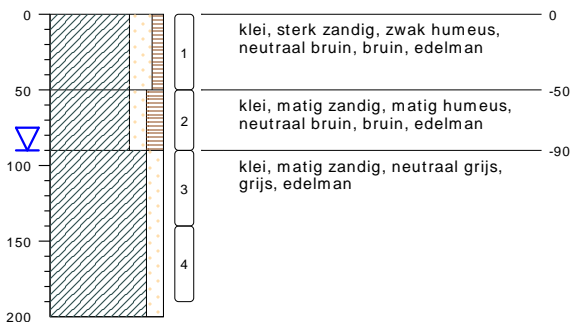 0
50
100
150
200
1
2
3
4
klei, sterk zandig, zwak humeus,
neutraal bruin, bruin, edelman
klei, matig zandig, matig humeus,
neutraal bruin, bruin, edelman
klei, matig zandig, neutraal grijs,
grijs, edelman
0
-50
-90